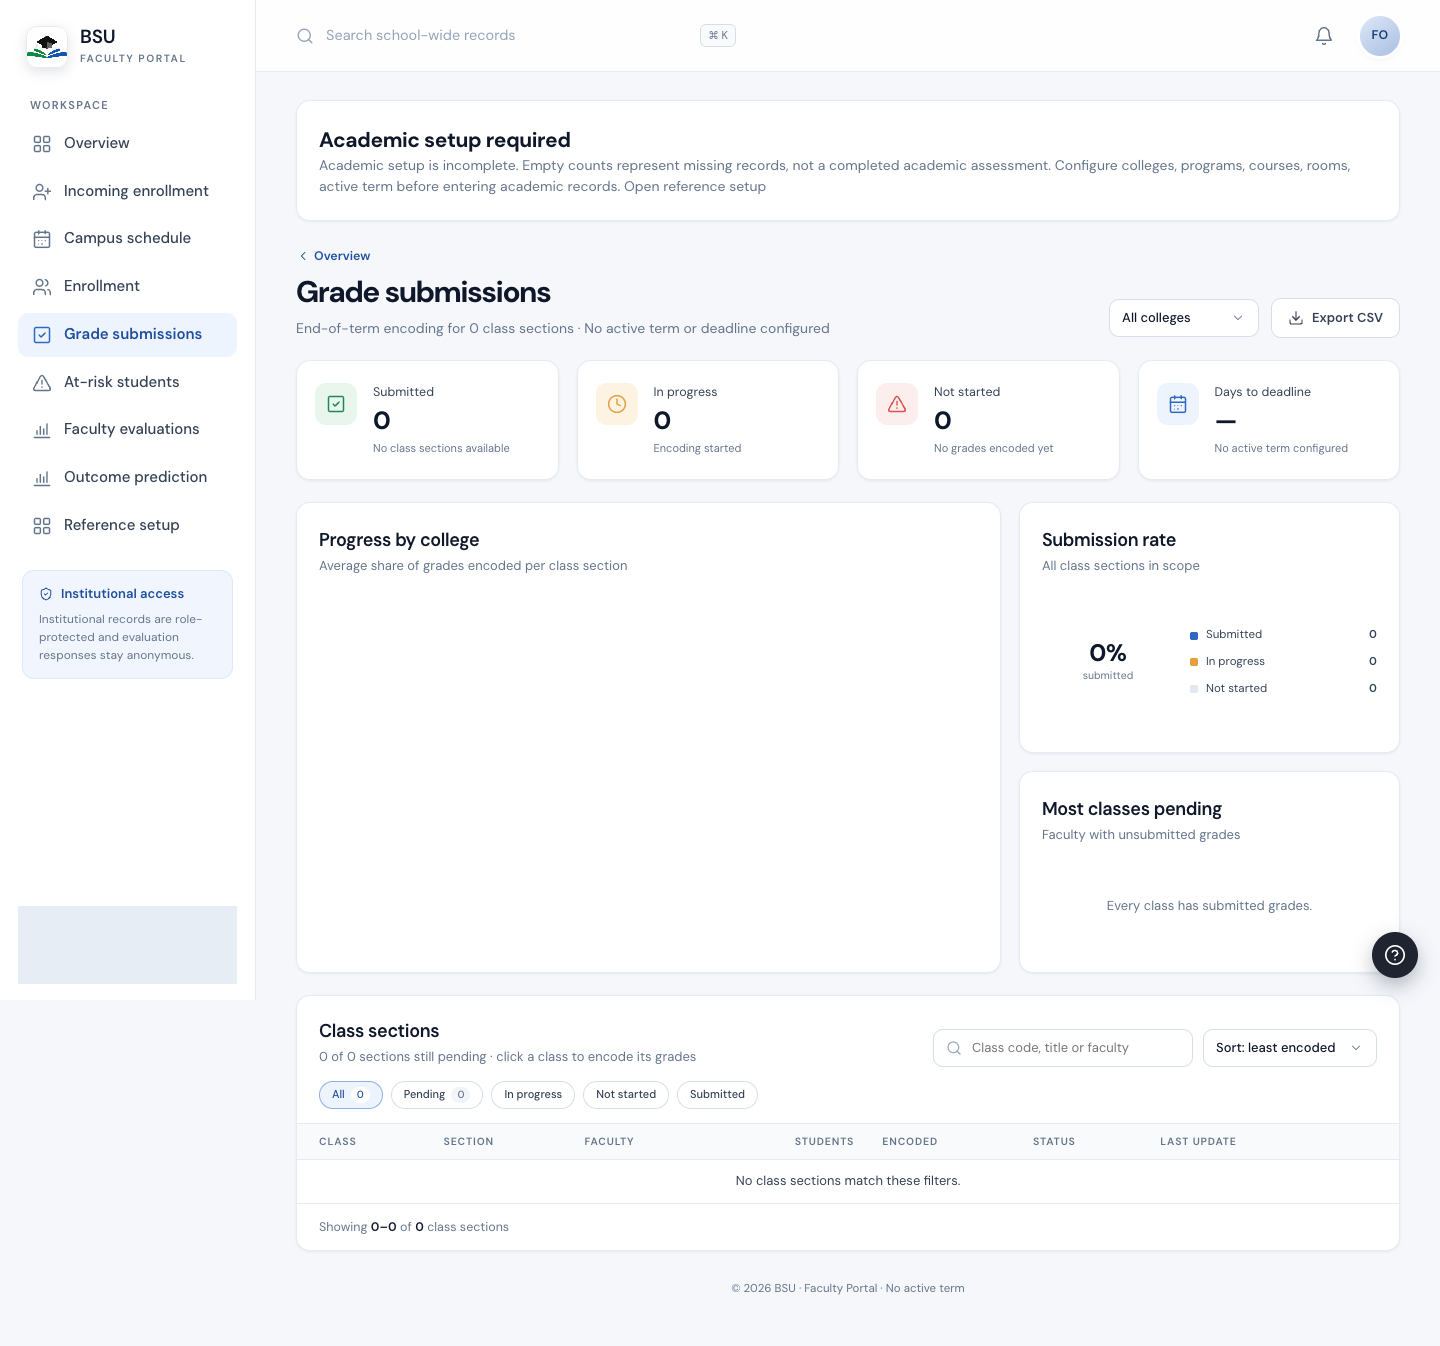 BSU
FACULTY PORTAL
WORKSPACE
Overview
Incoming enrollment
Campus schedule
Enrollment
Grade submissions
At-risk students
Faculty evaluations
Outcome prediction
Reference setup
Institutional access
Institutional records are role-
protected and evaluation
responses stay anonymous.
Search school-wide records
⌘ K
FO
Academic setup required
Academic setup is incomplete. Empty counts represent missing records, not a completed academic assessment. Configure colleges, programs, courses, rooms,
active term before entering academic records. Open reference setup
Overview
Grade submissions
End-of-term encoding for 0 class sections · No active term or deadline configured
All colleges
Export CSV
Submitted
0
No class sections available
In progress
0
Encoding started
Not started
0
No grades encoded yet
Days to deadline
—
No active term configured
Progress by college
Average share of grades encoded per class section
Submission rate
All class sections in scope
0%
submitted
Submitted 0
In progress 0
Not started 0
Most classes pending
Faculty with unsubmitted grades
Every class has submitted grades.
Class sections
0 of 0 sections still pending · click a class to encode its grades
Class code, title or faculty
Sort: least encoded
All 0 Pending 0 In progress Not started Submitted
CLASS SECTION FACULTY STUDENTS ENCODED STATUS LAST UPDATE
No class sections match these filters.
Showing 0–0 of 0 class sections
© 2026 BSU · Faculty Portal · No active term